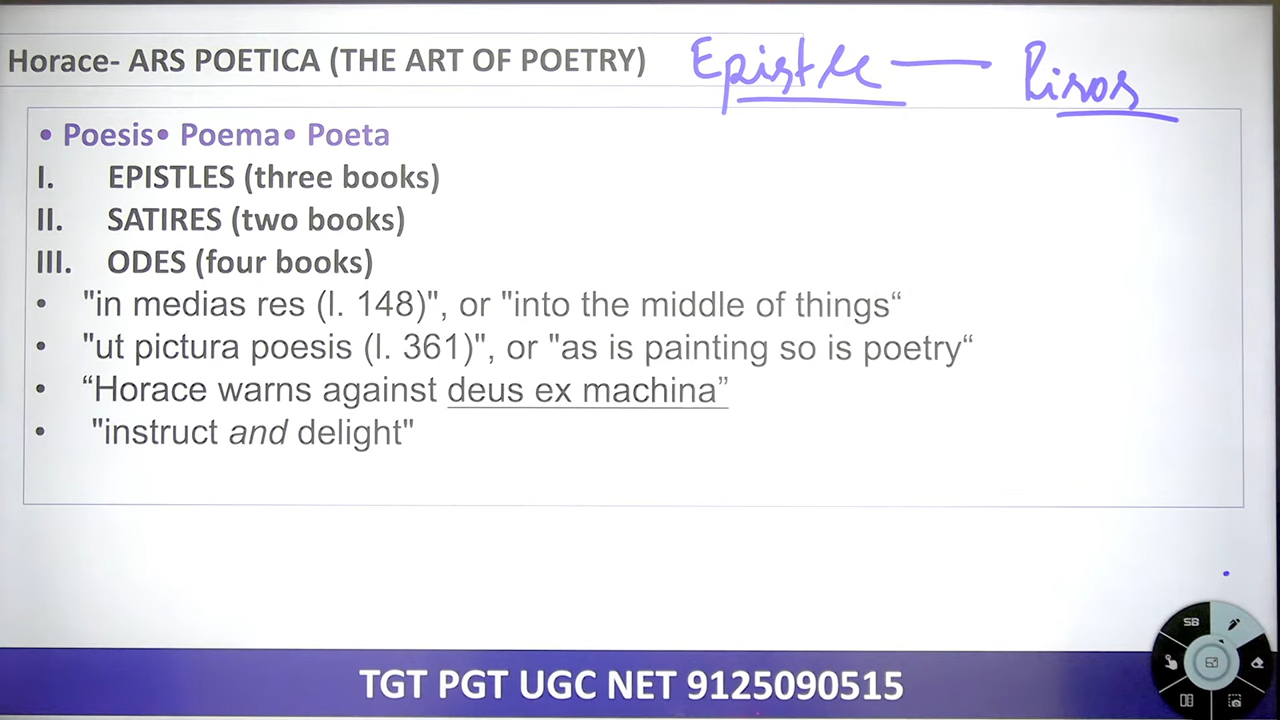 Horace- ARS POETICA (THE ART OF POETRY) Epistle — Pisos
• Poesis• Poema• Poeta
I. EPISTLES (three books)
II. SATIRES (two books)
III. ODES (four books)
• "in medias res (l. 148)", or "into the middle of things“
• "ut pictura poesis (l. 361)", or "as is painting so is poetry“
• “Horace warns against deus ex machina”
• "instruct and delight"
SB
TGT PGT UGC NET 9125090515